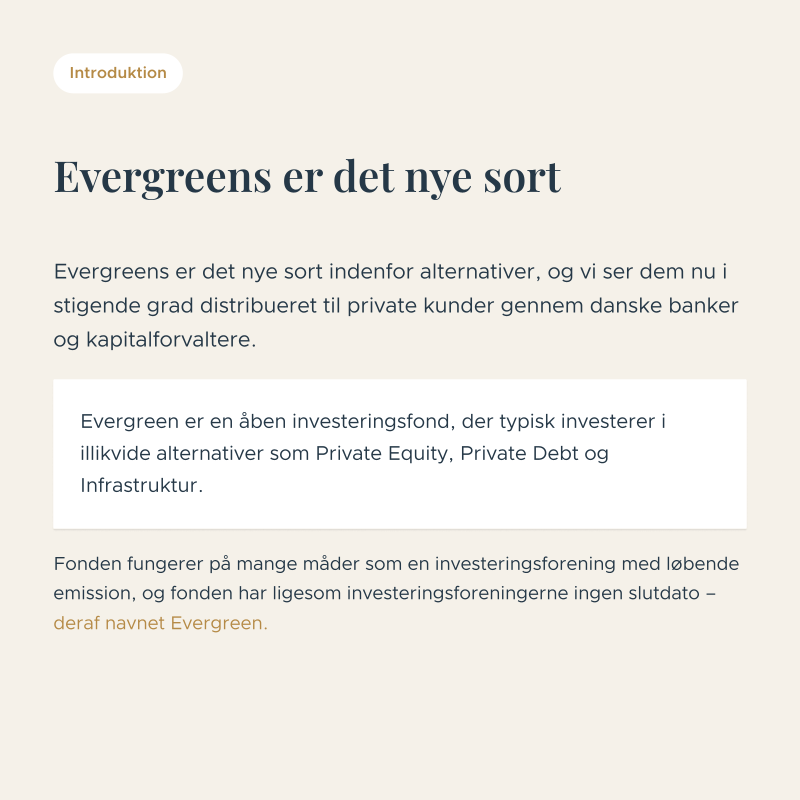 Introduktion
Evergreens er det nye sort
Evergreens er det nye sort indenfor alternativer, og vi ser dem nu i
stigende grad distribueret til private kunder gennem danske banker
og kapitalforvaltere.
Evergreen er en åben investeringsfond, der typisk investerer i
illikvide alternativer som Private Equity, Private Debt og
Infrastruktur.
Fonden fungerer på mange måder som en investeringsforening med løbende
emission, og fonden har ligesom investeringsforeningerne ingen slutdato –
deraf navnet Evergreen.